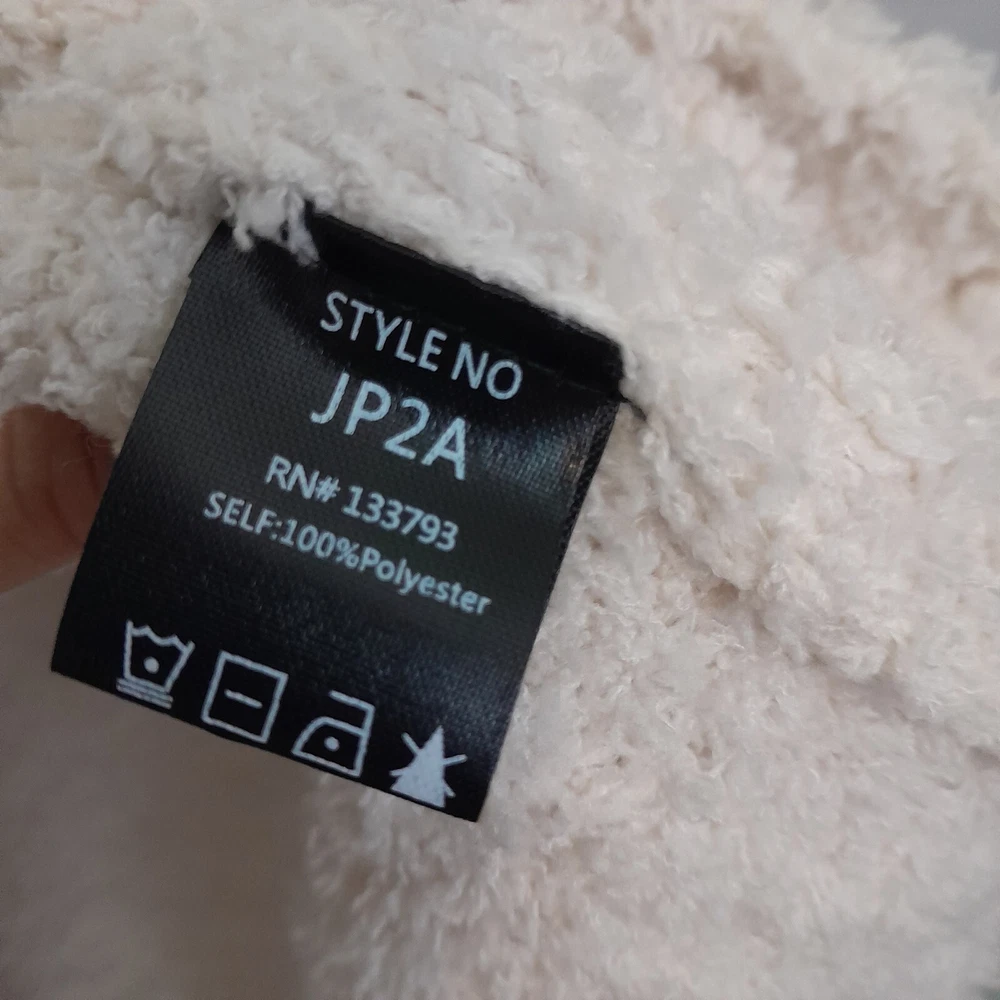 STYLE NO
JP2A
RN# 133793
SELF:100%Polyester